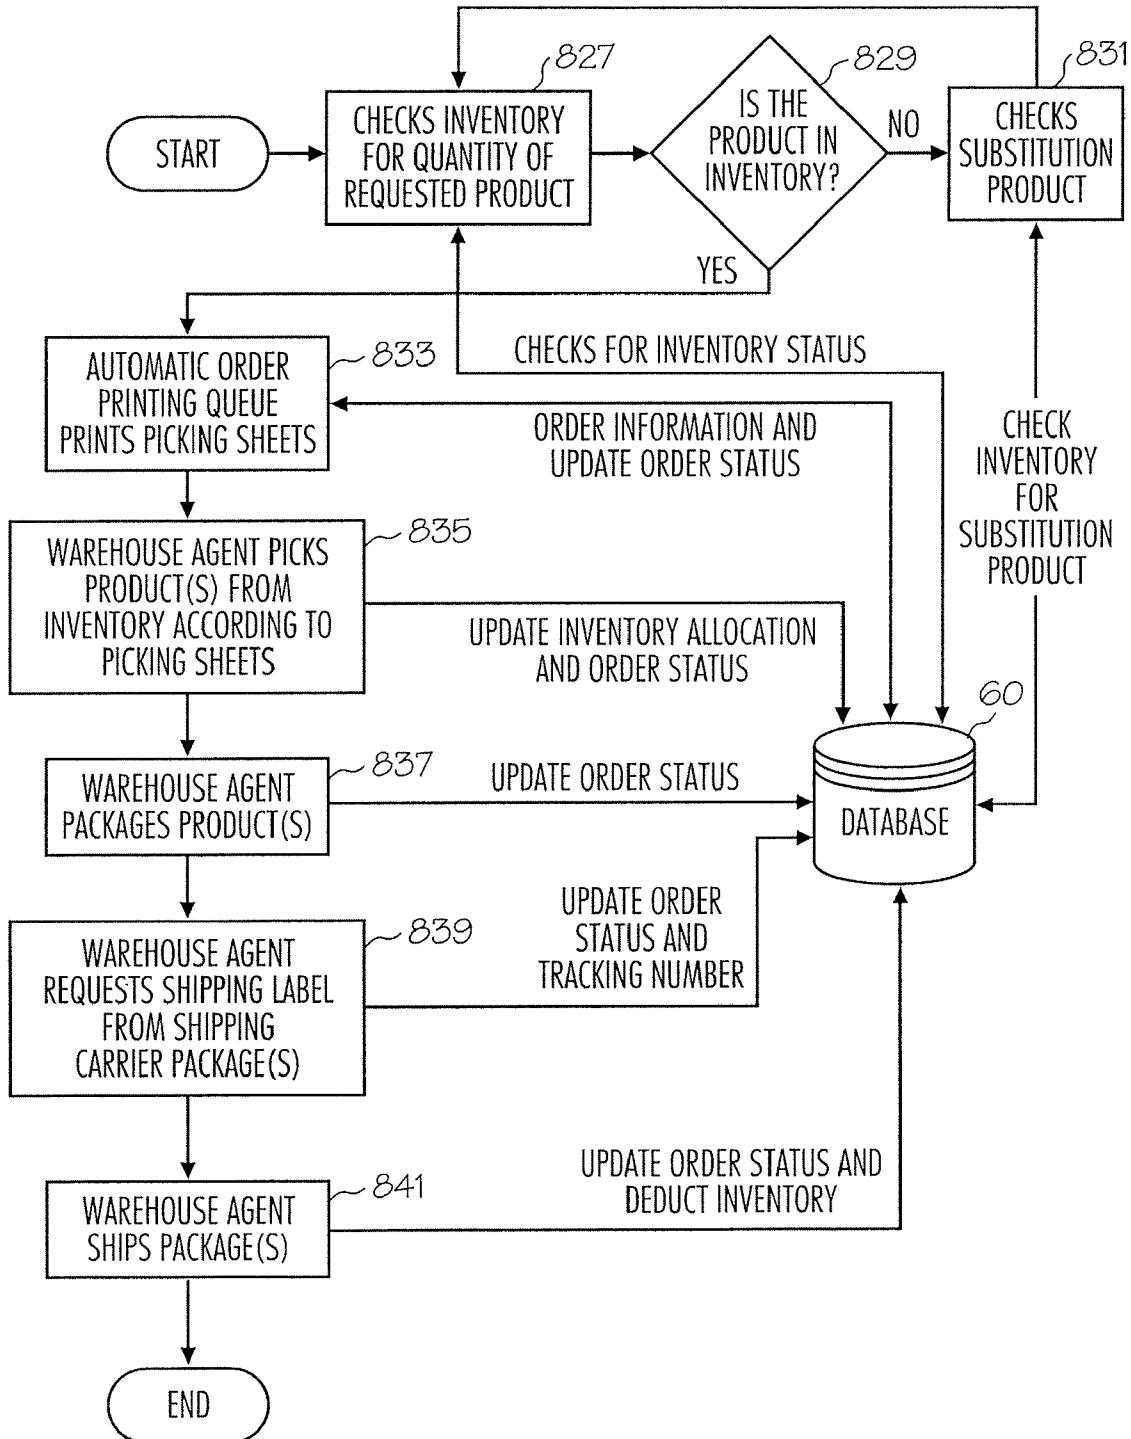 827
829
831
START
CHECKS INVENTORY
FOR QUANTITY OF
REQUESTED PRODUCT
IS THE
PRODUCT IN
INVENTORY?
NO
CHECKS
SUBSTITUTION
PRODUCT
YES
833
AUTOMATIC ORDER
PRINTING QUEUE
PRINTS PICKING SHEETS
CHECKS FOR INVENTORY STATUS
ORDER INFORMATION AND
UPDATE ORDER STATUS
CHECK
INVENTORY
FOR
SUBSTITUTION
PRODUCT
835
WAREHOUSE AGENT PICKS
PRODUCT(S) FROM
INVENTORY ACCORDING TO
PICKING SHEETS
UPDATE INVENTORY ALLOCATION
AND ORDER STATUS
60
837
WAREHOUSE AGENT
PACKAGES PRODUCT(S)
UPDATE ORDER STATUS
DATABASE
839
WAREHOUSE AGENT
REQUESTS SHIPPING LABEL
FROM SHIPPING
CARRIER PACKAGE(S)
UPDATE ORDER
STATUS AND
TRACKING NUMBER
841
WAREHOUSE AGENT
SHIPS PACKAGE(S)
UPDATE ORDER STATUS AND
DEDUCT INVENTORY
END